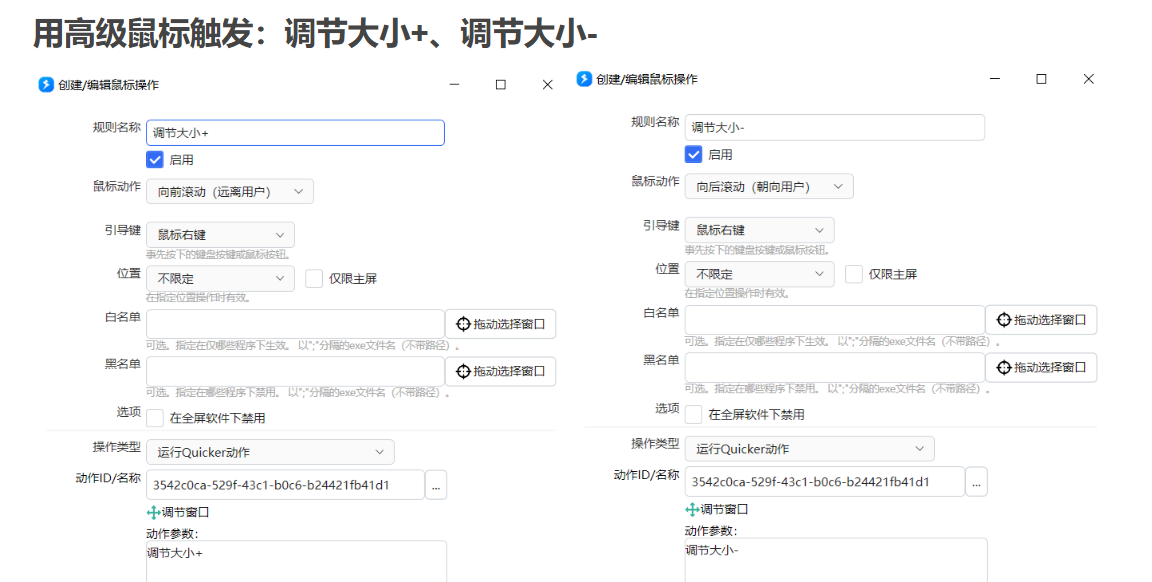 用高级鼠标触发：调节大小+、调节大小-
创建/编辑鼠标操作
规则名称
调节大小+
启用
鼠标动作
向前滚动（远离用户）
引导键
鼠标右键
事先按下的键盘按键或鼠标按钮。
位置
不限定
仅限主屏
在指定位置操作时有效。
白名单
拖动选择窗口
可选。指定在仅哪些程序下生效。 以";"分隔的exe文件名（不带路径）。
黑名单
拖动选择窗口
可选。指定在哪些程序下禁用。 以";"分隔的exe文件名（不带路径）。
选项
在全屏软件下禁用
操作类型
运行Quicker动作
动作ID/名称
3542c0ca-529f-43c1-b0c6-b24421fb41d1
...
调节窗口
动作参数:
调节大小+
创建/编辑鼠标操作
规则名称
调节大小-
启用
鼠标动作
向后滚动（朝向用户）
引导键
鼠标右键
事先按下的键盘按键或鼠标按钮。
位置
不限定
仅限主屏
在指定位置操作时有效。
白名单
拖动选择窗口
可选。指定在仅哪些程序下生效。 以";"分隔的exe文件名（不带路径）。
黑名单
拖动选择窗口
可选。指定在哪些程序下禁用。 以";"分隔的exe文件名（不带路径）。
选项
在全屏软件下禁用
操作类型
运行Quicker动作
动作ID/名称
3542c0ca-529f-43c1-b0c6-b24421fb41d1
...
调节窗口
动作参数:
调节大小-